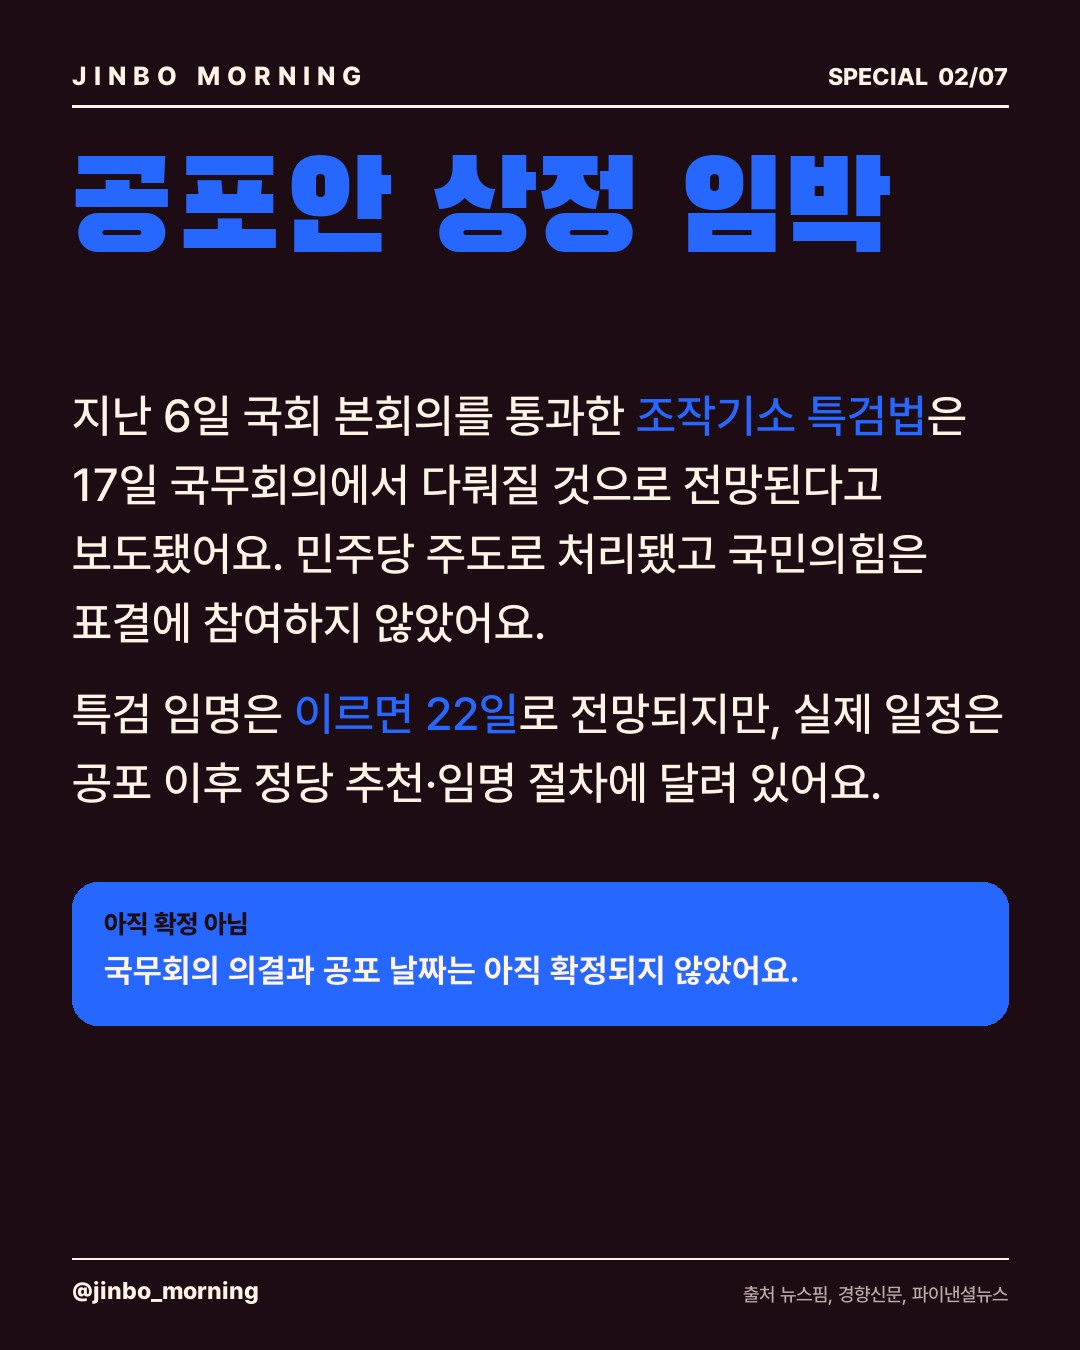 JINBO MORNING
SPECIAL 02/07
공포안 상정 임박
지난 6일 국회 본회의를 통과한 조작기소 특검법은
17일 국무회의에서 다뤄질 것으로 전망된다고
보도됐어요. 민주당 주도로 처리됐고 국민의힘은
표결에 참여하지 않았어요.
특검 임명은 이르면 22일로 전망되지만, 실제 일정은
공포 이후 정당 추천·임명 절차에 달려 있어요.
아직 확정 아님
국무회의 의결과 공포 날짜는 아직 확정되지 않았어요.
@jinbo_morning
출처 뉴스핌, 경향신문, 파이낸셜뉴스